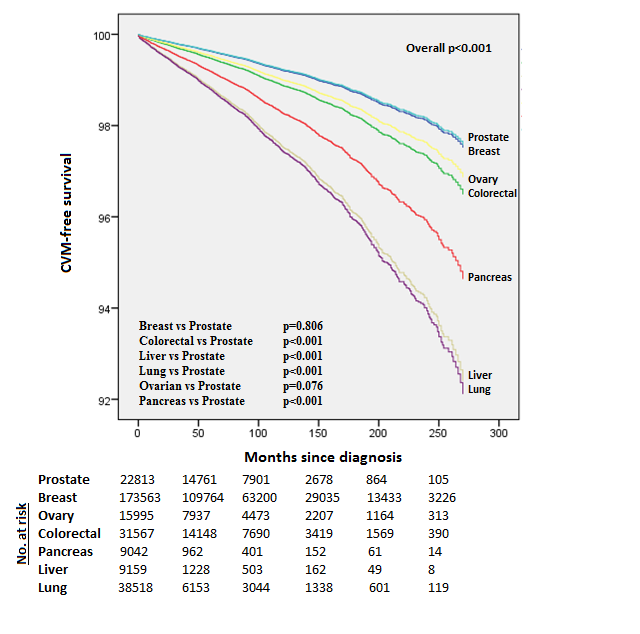 100
98
96
94
92
CVM-free survival
Overall p<0.001
Prostate
Breast
Ovary
Colorectal
Pancreas
Liver
Lung
Breast vs Prostate p=0.806
Colorectal vs Prostate p<0.001
Liver vs Prostate p<0.001
Lung vs Prostate p<0.001
Ovarian vs Prostate p=0.076
Pancreas vs Prostate p<0.001
0 50 100 150 200 250 300
Months since diagnosis
No. at risk
Prostate 22813 14761 7901 2678 864 105
Breast 173563 109764 63200 29035 13433 3226
Ovary 15995 7937 4473 2207 1164 313
Colorectal 31567 14148 7690 3419 1569 390
Pancreas 9042 962 401 152 61 14
Liver 9159 1228 503 162 49 8
Lung 38518 6153 3044 1338 601 119